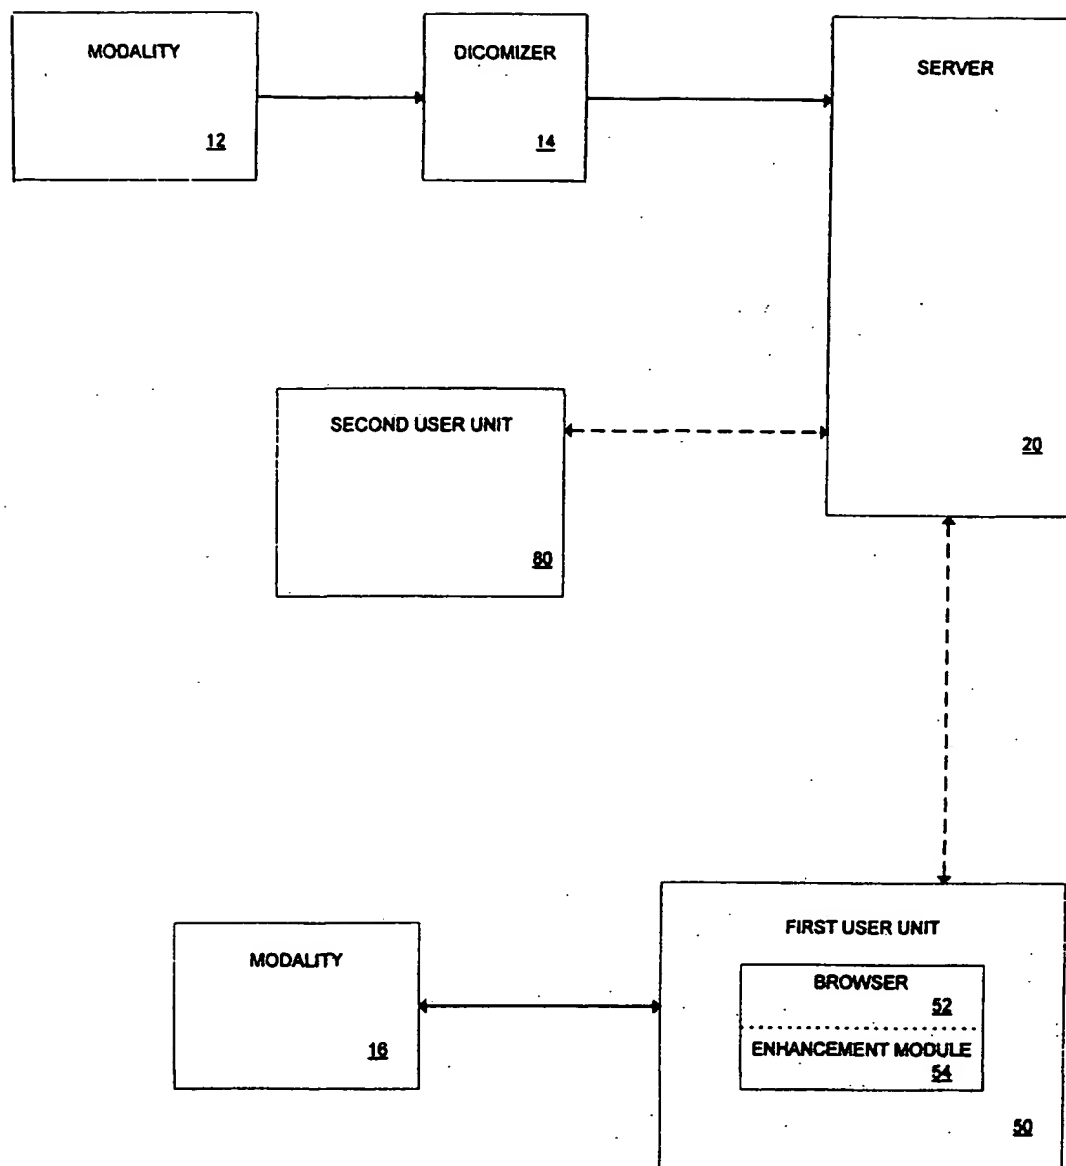 MODALITY
12
DICOMIZER
14
SERVER
20
SECOND USER UNIT
80
FIRST USER UNIT
BROWSER
52
ENHANCEMENT MODULE
54
50
MODALITY
16